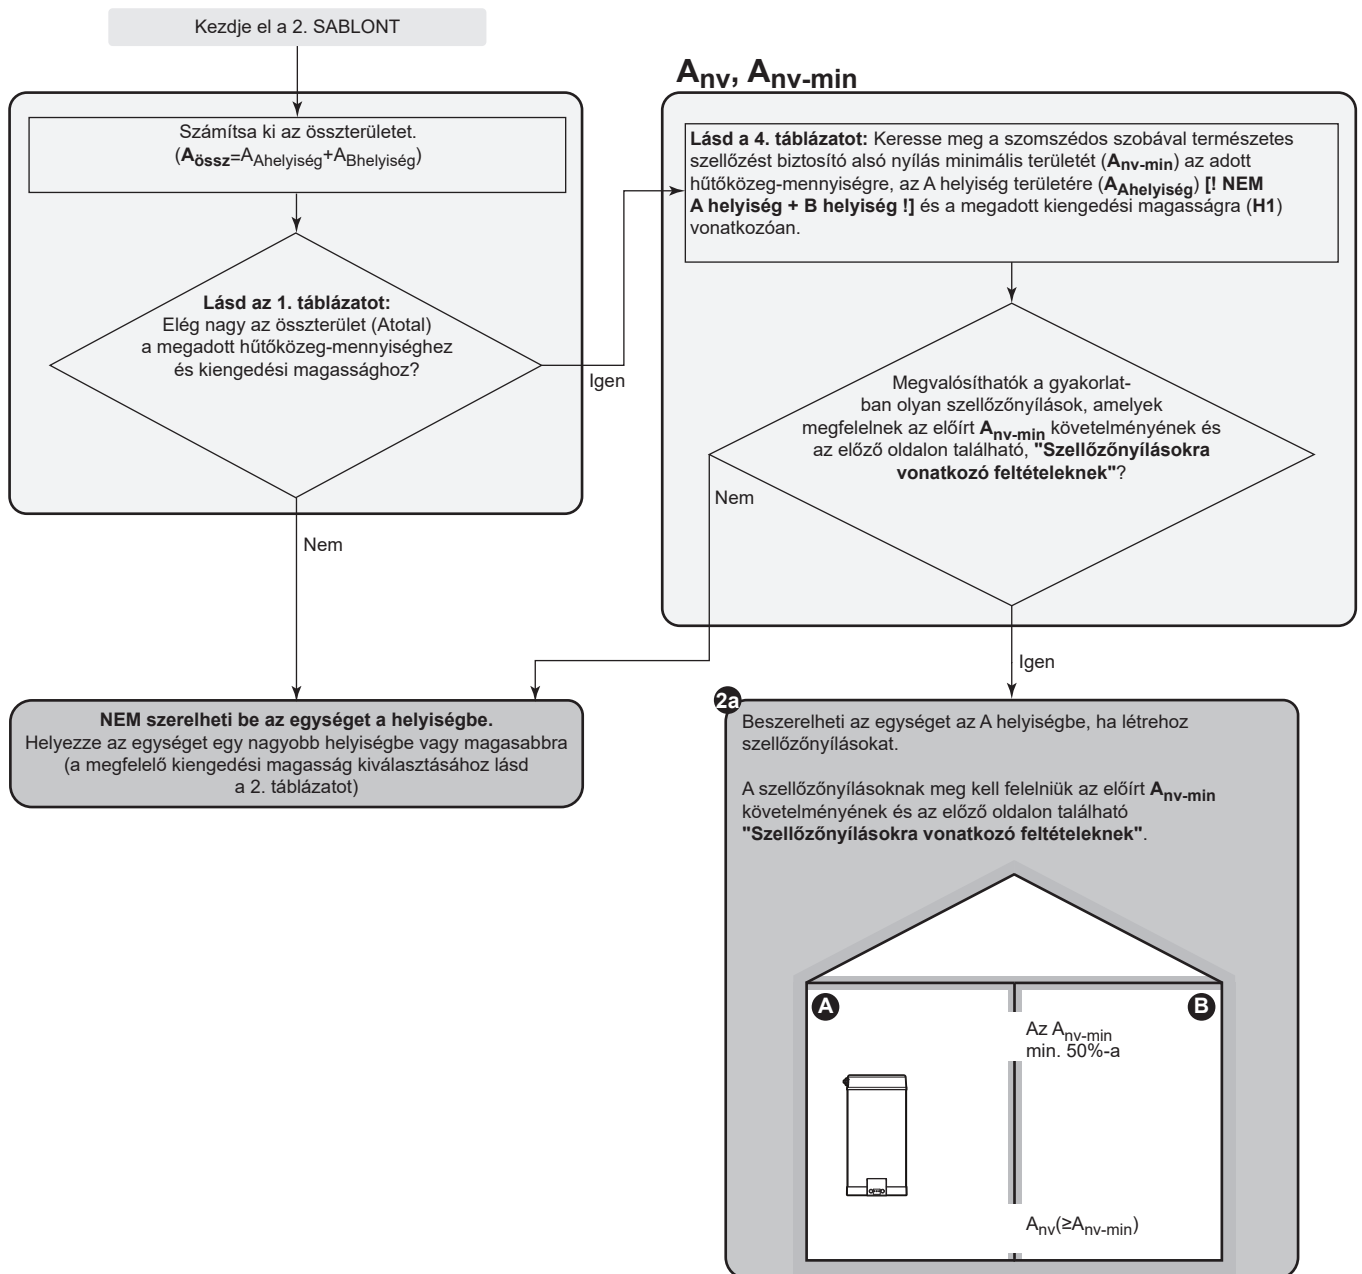 Kezdje el a 2. SABLONT
Számítsa ki az összterületet.
(Aössz=AAhelyiség+ABhelyiség)
Lásd az 1. táblázatot:
Elég nagy az összterület (Atotal)
a megadott hűtőközeg-mennyiséghez
és kiengedési magassághoz?
Igen
Nem
Anv, Anv-min
Lásd a 4. táblázatot: Keresse meg a szomszédos szobával természetes
szellőzést biztosító alsó nyílás minimális területét (Anv-min) az adott
hűtőközeg-mennyiségre, az A helyiség területére (AAhelyiség) [! NEM
A helyiség + B helyiség !] és a megadott kiengedési magasságra (H1)
vonatkozóan.
Megvalósíthatók a gyakorlat-
ban olyan szellőzőnyílások, amelyek
megfelelnek az előírt Anv-min követelményének és
az előző oldalon található, "Szellőzőnyílásokra
vonatkozó feltételeknek"?
Nem
Igen
NEM szerelheti be az egységet a helyiségbe.
Helyezze az egységet egy nagyobb helyiségbe vagy magasabbra
(a megfelelő kiengedési magasság kiválasztásához lásd
a 2. táblázatot)
2a
Beszerelheti az egységet az A helyiségbe, ha létrehoz
szellőzőnyílásokat.
A szellőzőnyílásoknak meg kell felelniük az előírt Anv-min
követelményének és az előző oldalon található
"Szellőzőnyílásokra vonatkozó feltételeknek".
A
B
Az Anv-min
min. 50%-a
Anv(≥Anv-min)